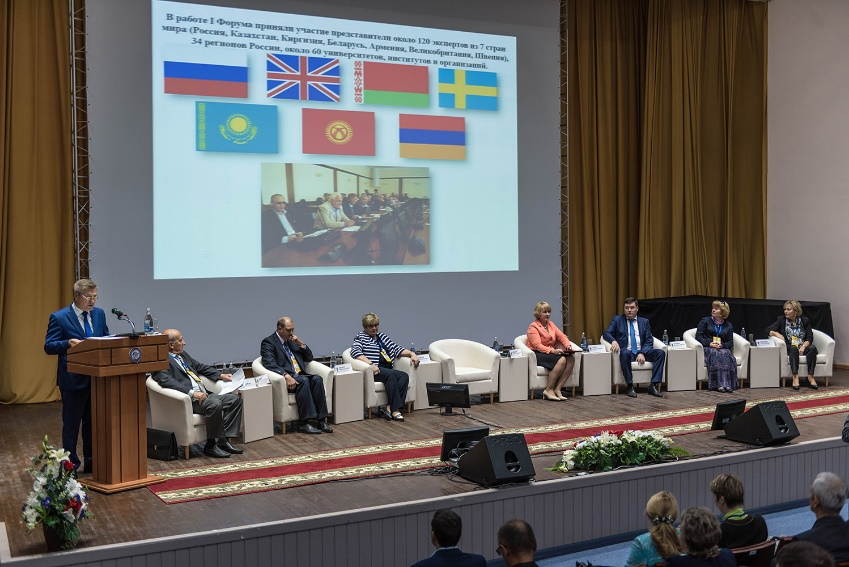 В работе I Форума приняли участие представители около 120 экспертов из 7 стран
мира (Россия, Казахстан, Киргизия, Беларусь, Армения, Великобритания, Швеция),
34 регионов России, около 60 университетов, институтов и организаций.